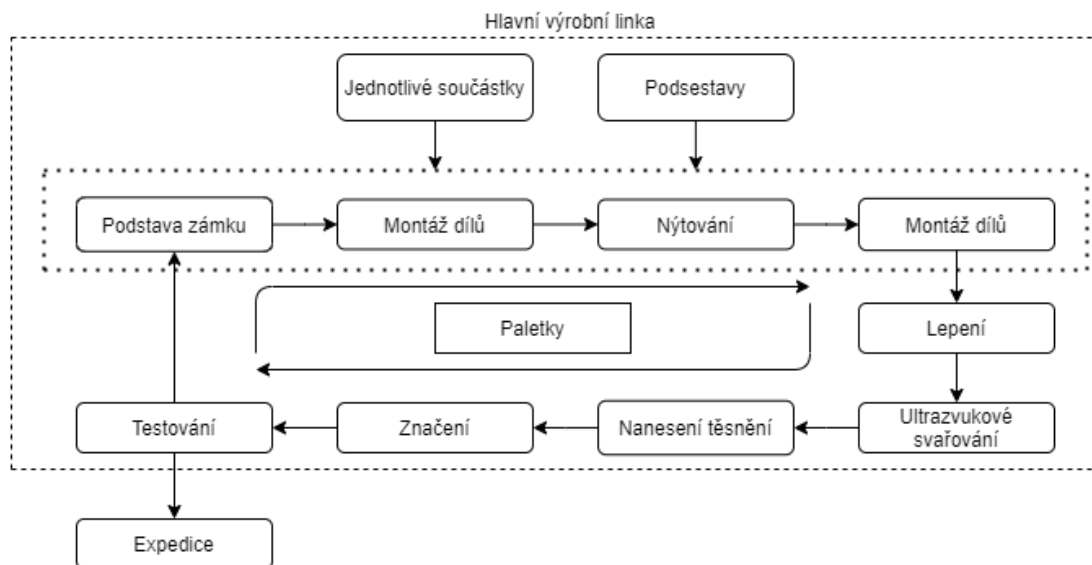 Hlavní výrobní linka
Jednotlivé součástky
Podsestavy
Podstava zámku
Montáž dílů
Nýtování
Montáž dílů
Paletky
Lepení
Testování
Značení
Nanesení těsnění
Ultrazvukové
svařování
Expedice